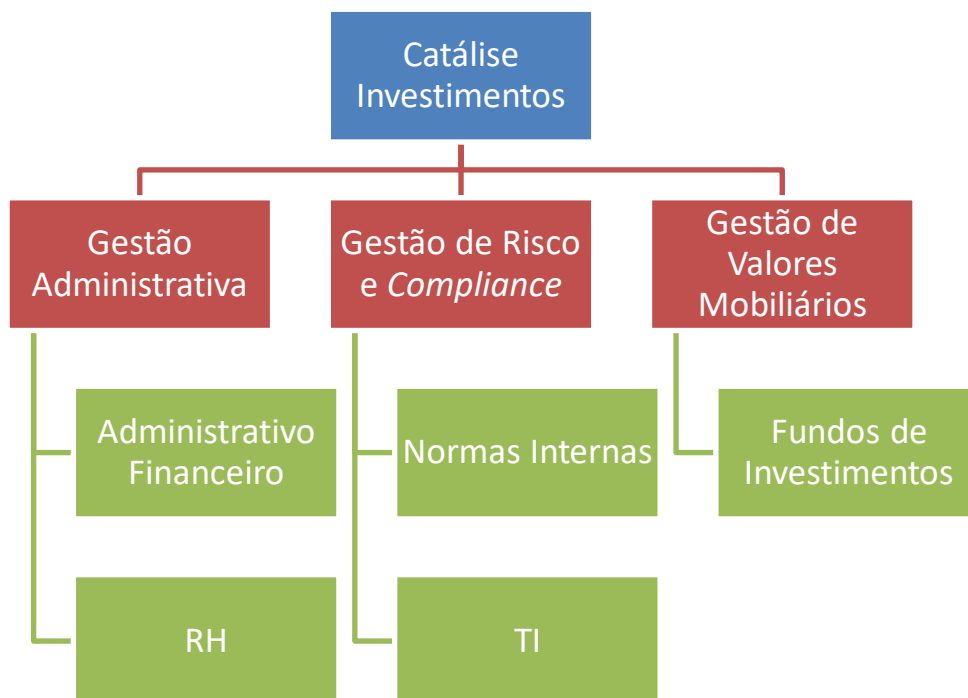 Catálise
Investimentos
Gestão
Administrativa
Gestão de Risco
e Compliance
Gestão de
Valores
Mobiliários
Administrativo
Financeiro
Normas Internas
Fundos de
Investimentos
RH
TI